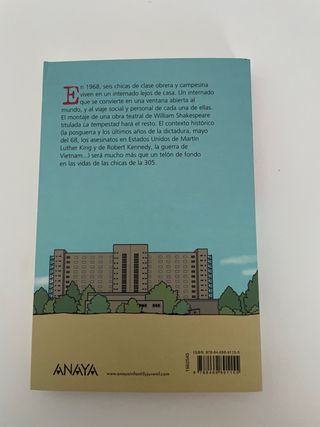 En 1968, seis chicas de clase obrera y campesina
viven en un internado lejos de casa. Un internado
que se convierte en una ventana abierta al
mundo, y al viaje social y personal de cada una de ellas.
El montaje de una obra teatral de William Shakespeare
titulada La tempestad hará el resto. El contexto histórico
(la posguerra y los últimos años de la dictadura, mayo
del 68, los asesinatos en Estados Unidos de Martin
Luther King y de Robert Kennedy, la guerra de
Vietnam...) será mucho más que un telón de fondo
en las vidas de las chicas de la 305.
ANAYA
www.anayainfantilyjuvenil.com
1562540